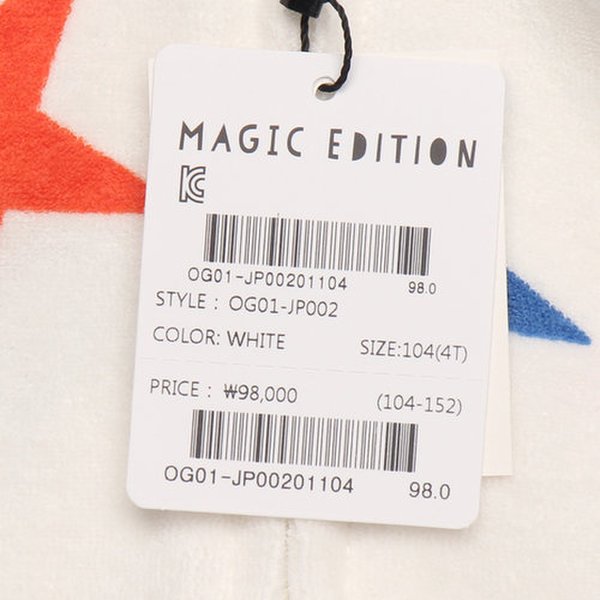 MAGIC EDITION
KC
OG01-JP00201104 98.0
STYLE : OG01-JP002
COLOR: WHITE SIZE:104(4T)
PRICE : ₩98,000 (104-152)
OG01-JP00201104 98.0